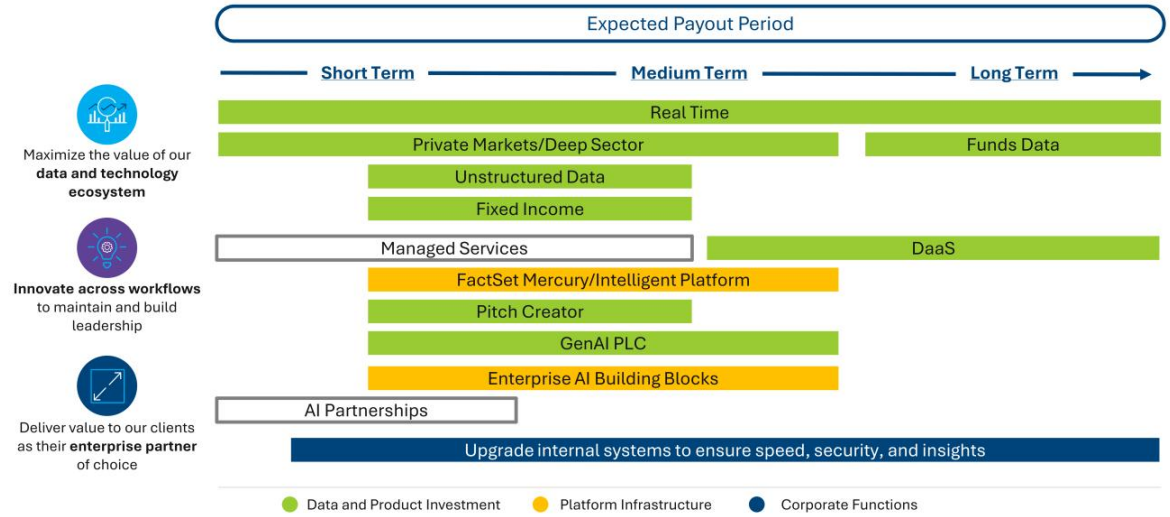 Expected Payout Period
Short Term
Medium Term
Long Term
Maximize the value of our
data and technology
ecosystem
Innovate across workflows
to maintain and build
leadership
Deliver value to our clients
as their enterprise partner
of choice
Real Time
Private Markets/Deep Sector
Funds Data
Unstructured Data
Fixed Income
Managed Services
DaaS
FactSet Mercury/Intelligent Platform
Pitch Creator
GenAI PLC
Enterprise AI Building Blocks
AI Partnerships
Upgrade internal systems to ensure speed, security, and insights
Data and Product Investment
Platform Infrastructure
Corporate Functions